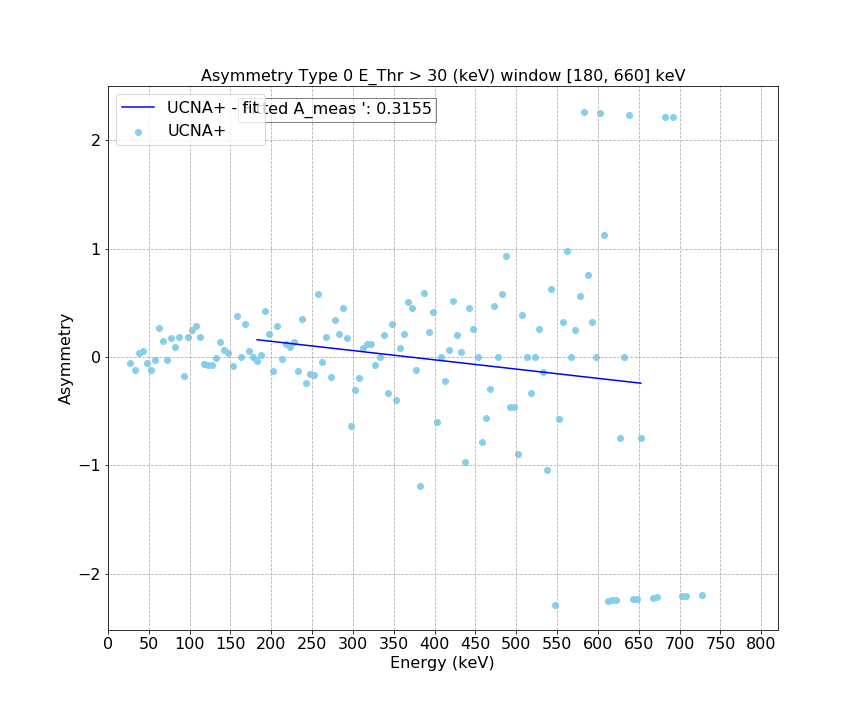 Asymmetry Type 0 E_Thr > 30 (keV) window [180, 660] keV
UCNA+ - fitted A_meas ': 0.3155
UCNA+
2
1
0
−1
−2
Asymmetry
0 50 100 150 200 250 300 350 400 450 500 550 600 650 700 750 800
Energy (keV)